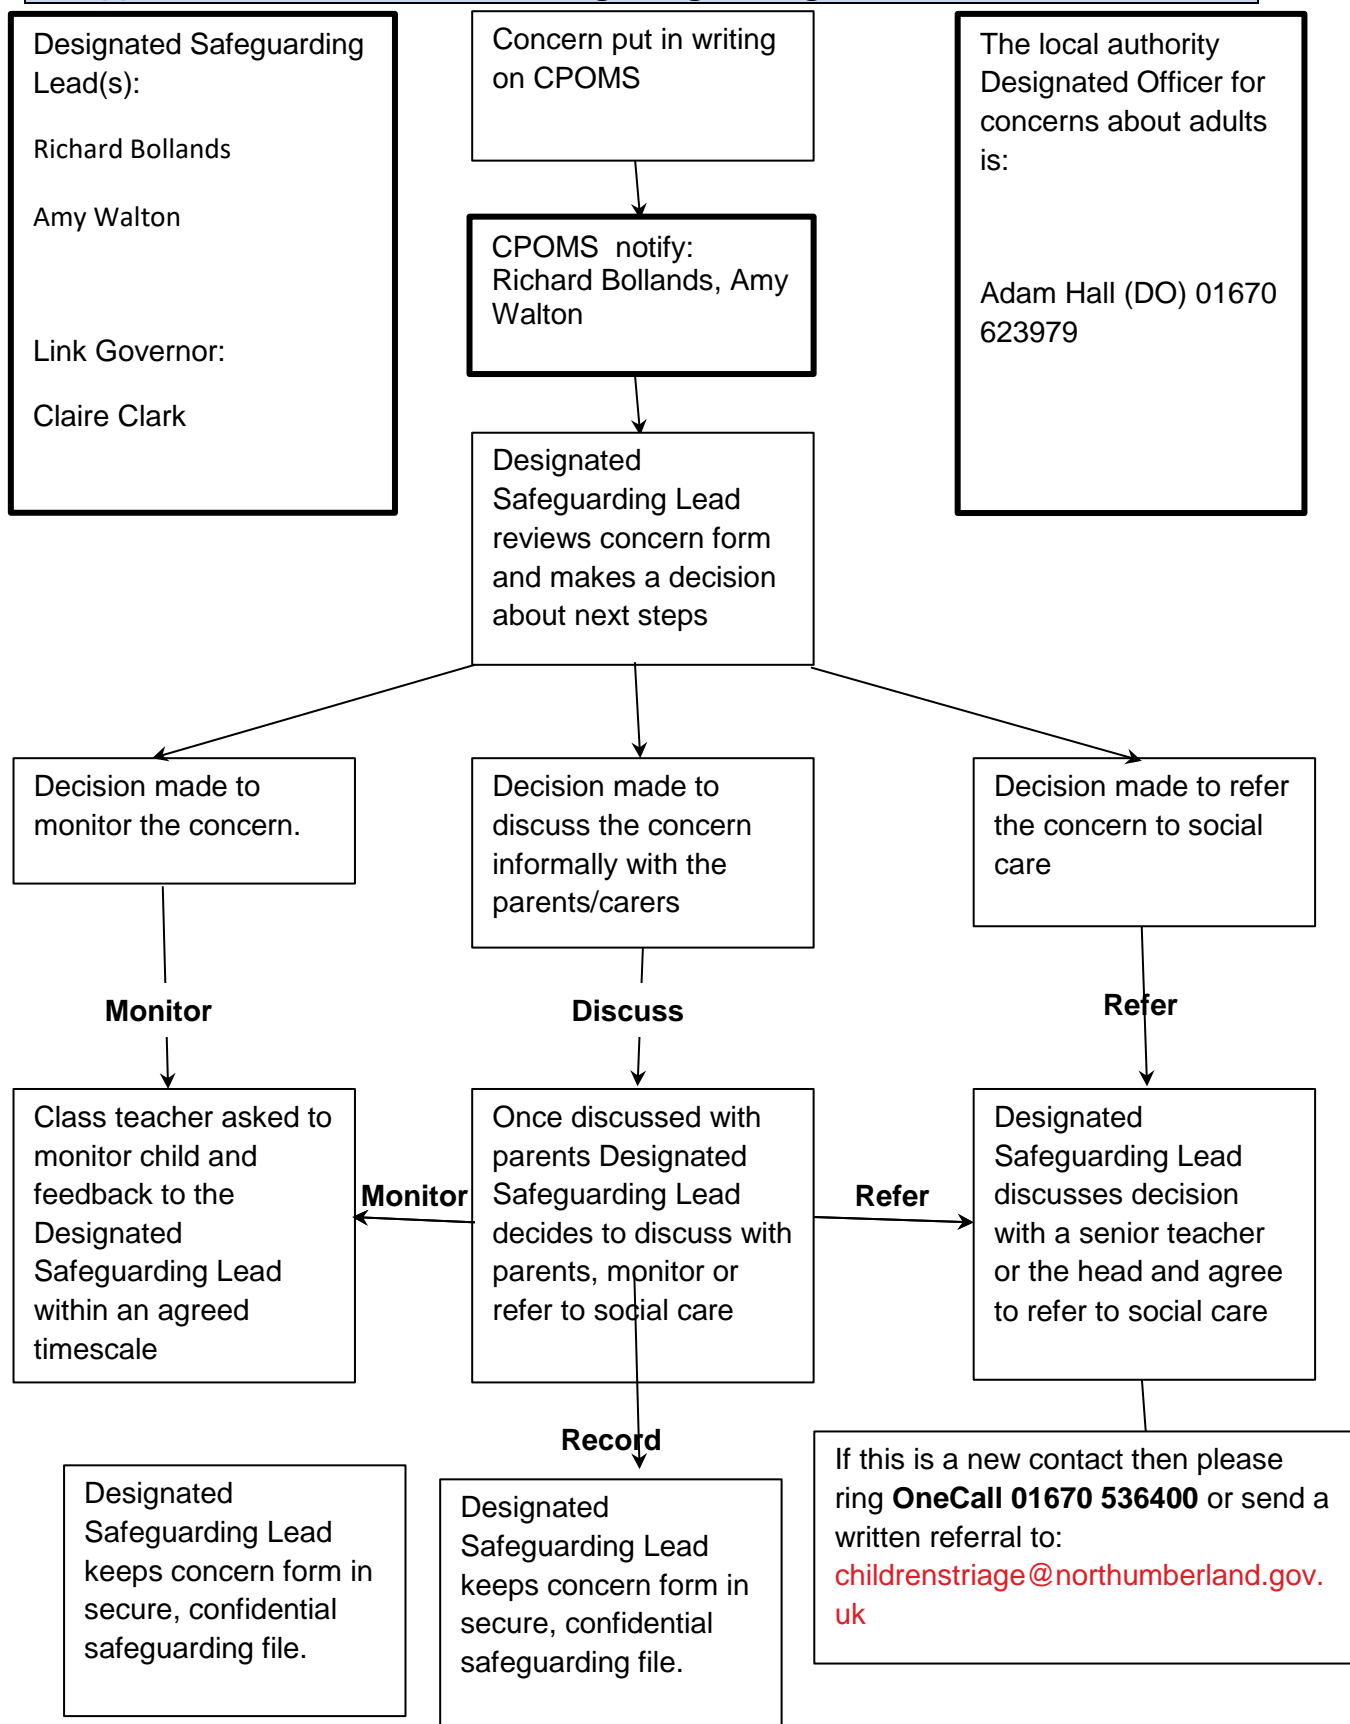 Designated Safeguarding
Lead(s):
Richard Bollands
Amy Walton
Link Governor:
Claire Clark
Concern put in writing
on CPOMS
The local authority
Designated Officer for
concerns about adults
is:
Adam Hall (DO) 01670
623979
CPOMS  notify:
Richard Bollands, Amy
Walton
Designated
Safeguarding Lead
reviews concern form
and makes a decision
about next steps
Decision made to
monitor the concern.
Decision made to
discuss the concern
informally with the
parents/carers
Decision made to refer
the concern to social
care
Monitor
Discuss
Refer
Class teacher asked to
monitor child and
feedback to the
Designated
Safeguarding Lead
within an agreed
timescale
Monitor
Once discussed with
parents Designated
Safeguarding Lead
decides to discuss with
parents, monitor or
refer to social care
Refer
Designated
Safeguarding Lead
discusses decision
with a senior teacher
or the head and agree
to refer to social care
Record
Designated
Safeguarding Lead
keeps concern form in
secure, confidential
safeguarding file.
Designated
Safeguarding Lead
keeps concern form in
secure, confidential
safeguarding file.
If this is a new contact then please
ring OneCall 01670 536400 or send a
written referral to:
childrenstriage@northumberland.gov.
uk